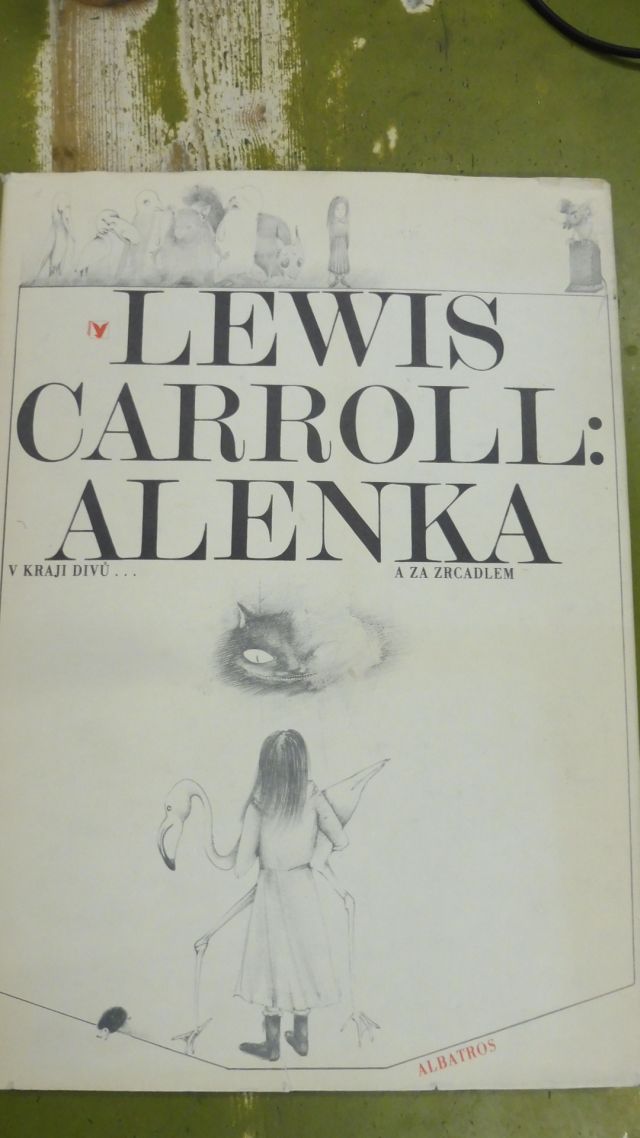 LEWIS
CARROLL:
ALENKA
V KRAJI DIVŮ... A ZA ZRCADLEM
ALBATROS